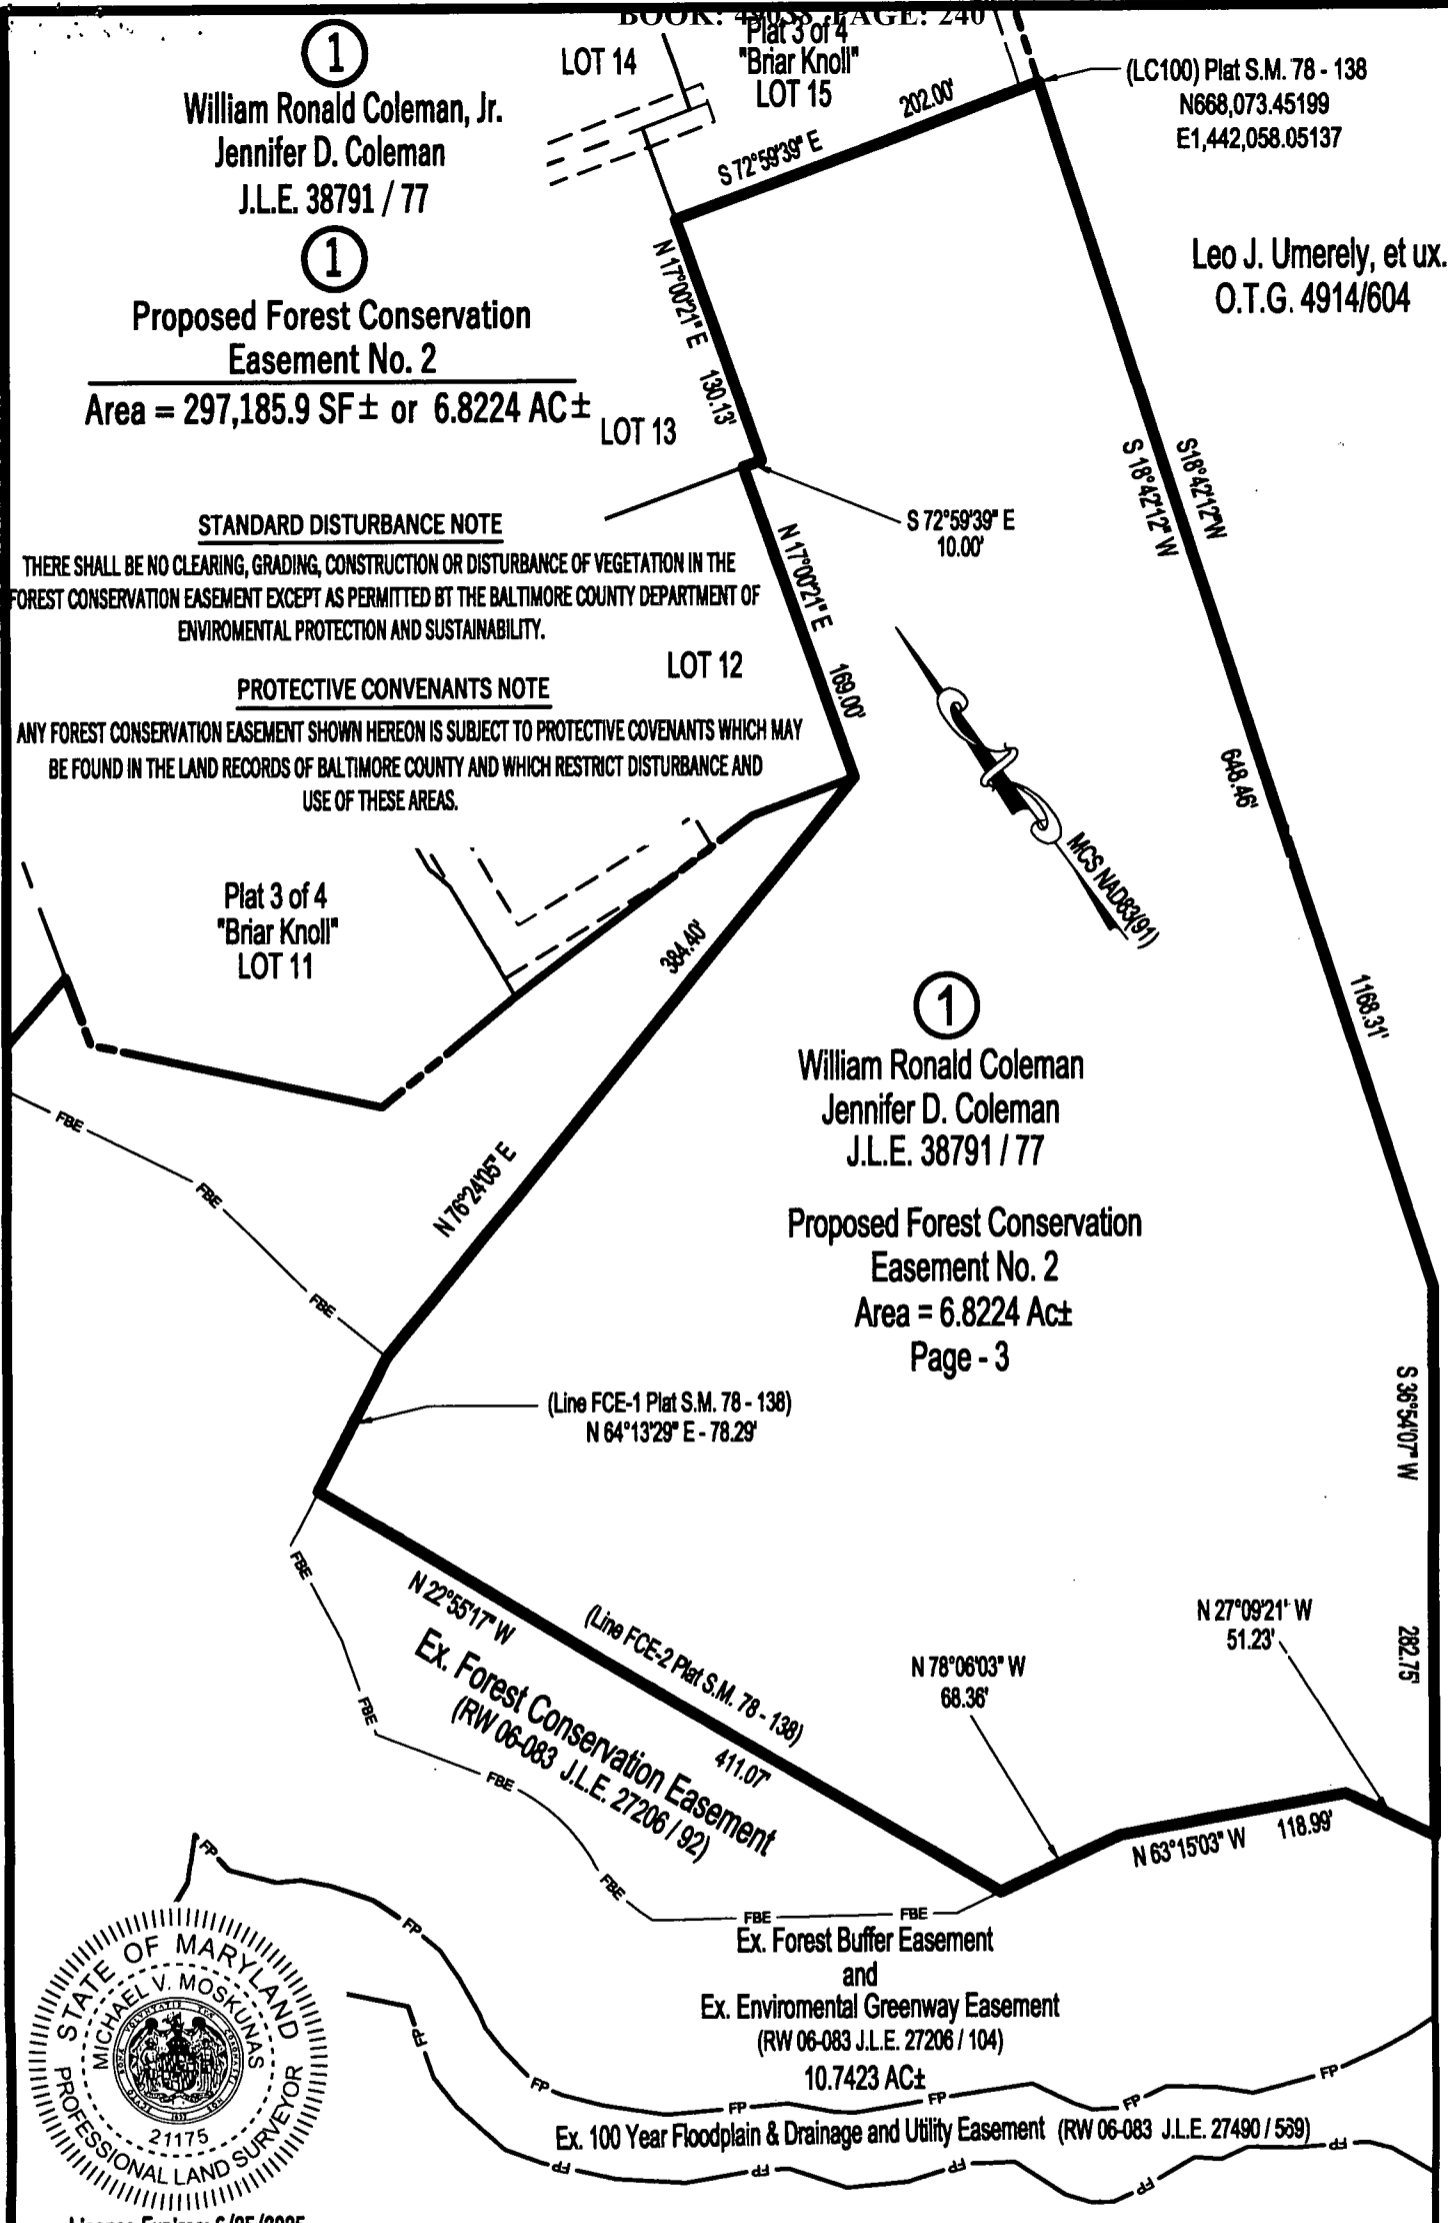 BOOK: 49038 PAGE: 240
1
William Ronald Coleman, Jr.
Jennifer D. Coleman
J.L.E. 38791 / 77
1
Proposed Forest Conservation
Easement No. 2
Area = 297,185.9 SF ± or 6.8224 AC ±
LOT 14
Plat 3 of 4
"Briar Knoll"
LOT 15
202.00'
S 72°59'39" E
(LC100) Plat S.M. 78 - 138
N668,073.45199
E1,442,058.05137
Leo J. Umerely, et ux.
O.T.G. 4914/604
N 17°00'21" E 130.13'
LOT 13
S 72°59'39" E
10.00'
S 18°42'12" W
S18°42'12"W
STANDARD DISTURBANCE NOTE
THERE SHALL BE NO CLEARING, GRADING, CONSTRUCTION OR DISTURBANCE OF VEGETATION IN THE
FOREST CONSERVATION EASEMENT EXCEPT AS PERMITTED BT THE BALTIMORE COUNTY DEPARTMENT OF
ENVIROMENTAL PROTECTION AND SUSTAINABILITY.
N 17°00'21" E 169.00'
LOT 12
PROTECTIVE CONVENANTS NOTE
ANY FOREST CONSERVATION EASEMENT SHOWN HEREON IS SUBJECT TO PROTECTIVE COVENANTS WHICH MAY
BE FOUND IN THE LAND RECORDS OF BALTIMORE COUNTY AND WHICH RESTRICT DISTURBANCE AND
USE OF THESE AREAS.
648.46'
MCS NAD83(91)
Plat 3 of 4
"Briar Knoll"
LOT 11
384.40'
1168.31'
1
William Ronald Coleman
Jennifer D. Coleman
J.L.E. 38791 / 77
Proposed Forest Conservation
Easement No. 2
Area = 6.8224 Ac±
Page - 3
FBE
FBE
FBE
N 76°24'05" E
(Line FCE-1 Plat S.M. 78 - 138)
N 64°13'29" E - 78.29'
S 36°54'07" W
282.75'
N 22°55'17" W
(Line FCE-2 Plat S.M. 78 - 138)
411.07'
Ex. Forest Conservation Easement
(RW 06-083 J.L.E. 27206 / 92)
N 27°09'21" W
51.23'
N 78°06'03" W
68.36'
N 63°15'03" W 118.99'
FBE
FBE
FBE
FBE
FBE
FBE
Ex. Forest Buffer Easement
and
Ex. Enviromental Greenway Easement
(RW 06-083 J.L.E. 27206 / 104)
10.7423 AC±
FP
FP
FP
FP
FP
FP
FP
FP
Ex. 100 Year Floodplain & Drainage and Utility Easement (RW 06-083 J.L.E. 27490 / 569)
FP
FP
FP
FP
FP
STATE OF MARYLAND
MICHAEL V. MOSKUNAS
21175
PROFESSIONAL LAND SURVEYOR